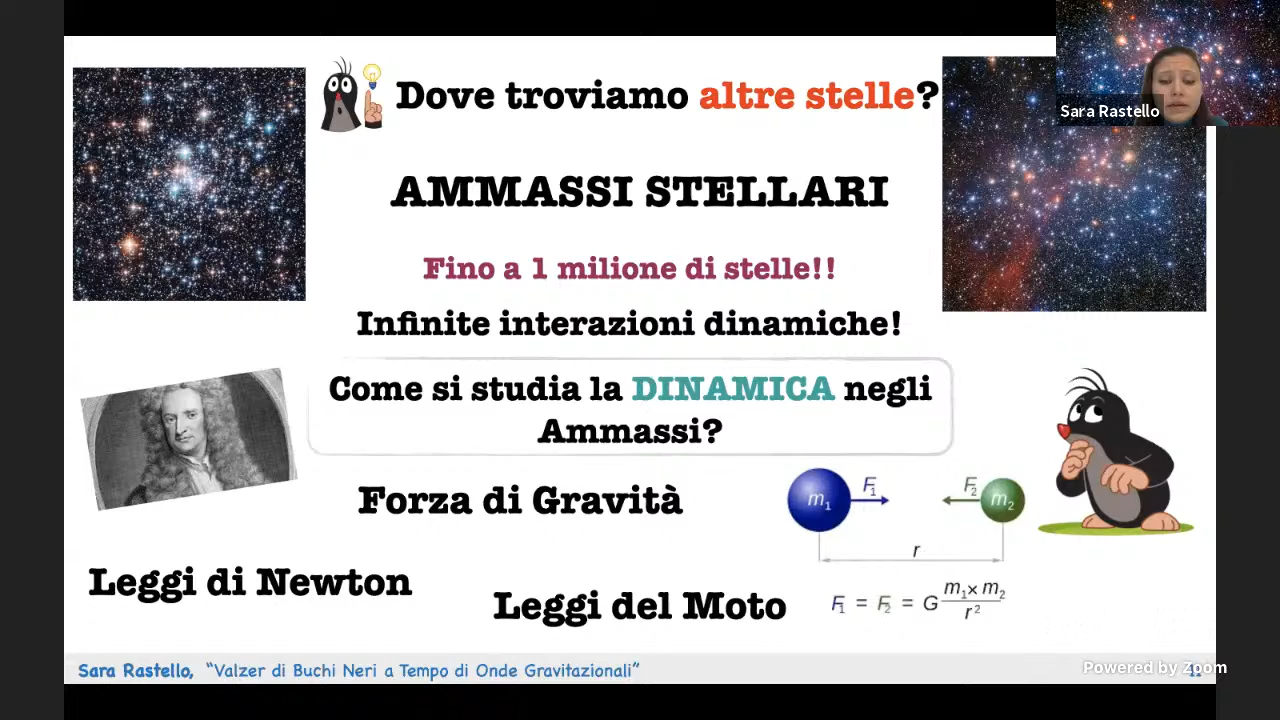 Dove troviamo altre stelle?
Sara Rastello
AMMASSI STELLARI
Fino a 1 milione di stelle!!
Infinite interazioni dinamiche!
Come si studia la DINAMICA negli
Ammassi?
Forza di Gravità
m₁ F₁ F₂ m₂
r
Leggi di Newton
Leggi del Moto
F₁ = F₂ = G m₁ x m₂ / r²
Sara Rastello, "Valzer di Buchi Neri a Tempo di Onde Gravitazionali"
Powered by Zoom